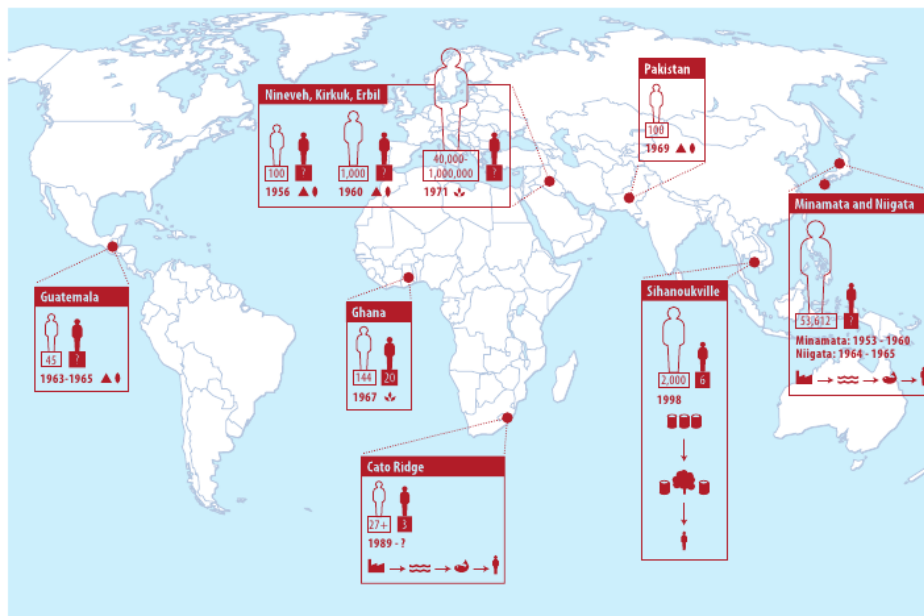 Nineveh, Kirkuk, Erbil
100 ? 1,000 ? 40,000-
1,000,000 ?
1956 1960 1971
Pakistan
100
1969
Minamata and Niigata
53,612 ?
Minamata: 1953 - 1960
Niigata: 1964 - 1965
Guatemala
45 ?
1963-1965
Ghana
144 20
1967
Sihanoukville
2,000 6
1998
Cato Ridge
27+ 3
1989 - ?